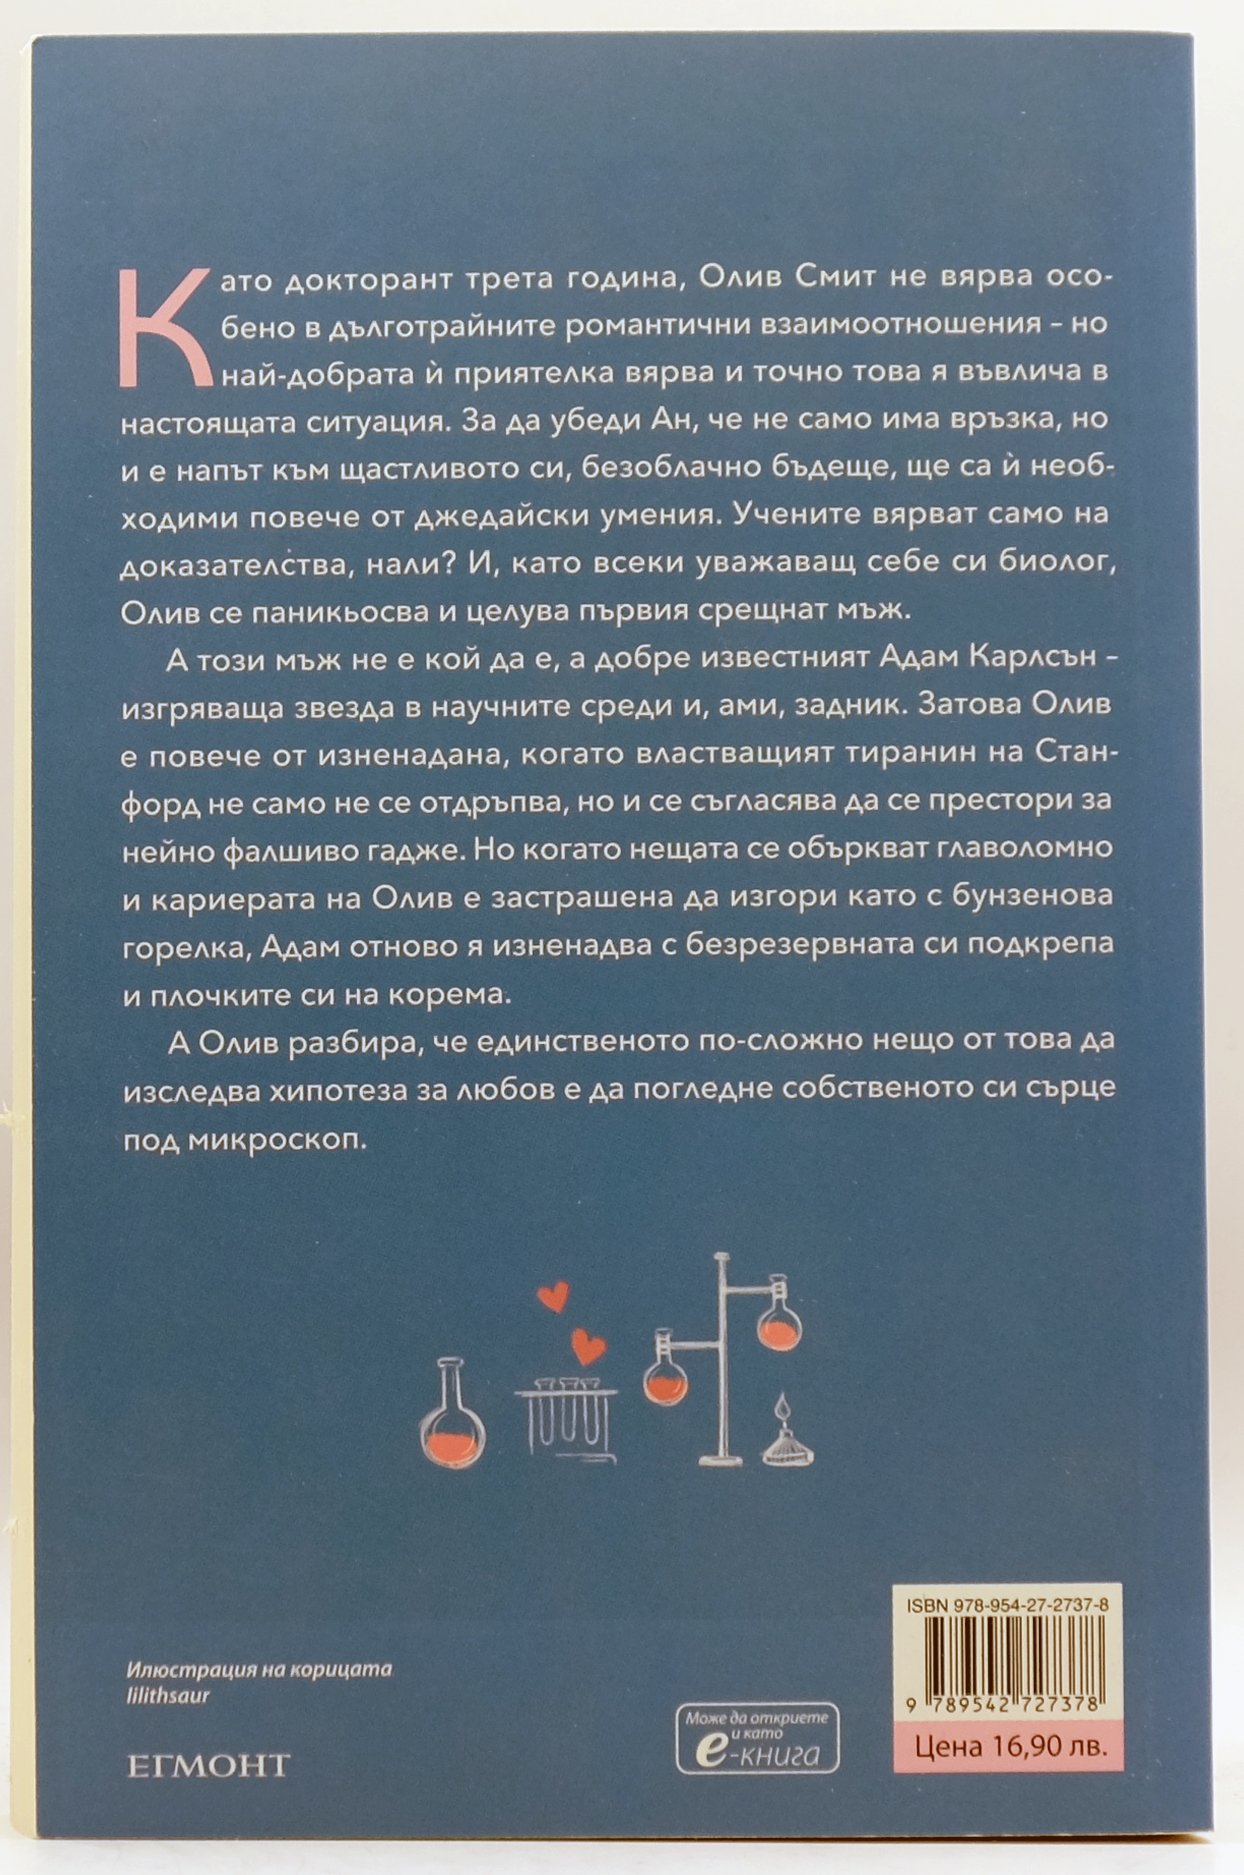 Като докторант трета година, Олив Смит не вярва осо-
бено в дълготрайните романтични взаимоотношения – но
най-добрата ѝ приятелка вярва и точно това я въвлича в
настоящата ситуация. За да убеди Ан, че не само има връзка, но
и е напът към щастливото си, безоблачно бъдеще, ще са ѝ необ-
ходими повече от джедайски умения. Учените вярват само на
доказателства, нали? И, като всеки уважаващ себе си биолог,
Олив се паникьосва и целува първия срещнат мъж.
А този мъж не е кой да е, а добре известният Адам Карлсън –
изгряваща звезда в научните среди и, ами, задник. Затова Олив
е повече от изненадана, когато властващият тиранин на Стан-
форд не само не се отдръпва, но и се съгласява да се престори за
нейно фалшиво гадже. Но когато нещата се объркват главоломно
и кариерата на Олив е застрашена да изгори като с бунзенова
горелка, Адам отново я изненадва с безрезервната си подкрепа
и плочките си на корема.
А Олив разбира, че единственото по-сложно нещо от това да
изследва хипотеза за любов е да погледне собственото си сърце
под микроскоп.
Илюстрация на корицата
lilithsaur
ЕГМОНТ
Може да откриете
и като
е-книга
ISBN 978-954-27-2737-8
9 789542 727378
Цена 16,90 лв.